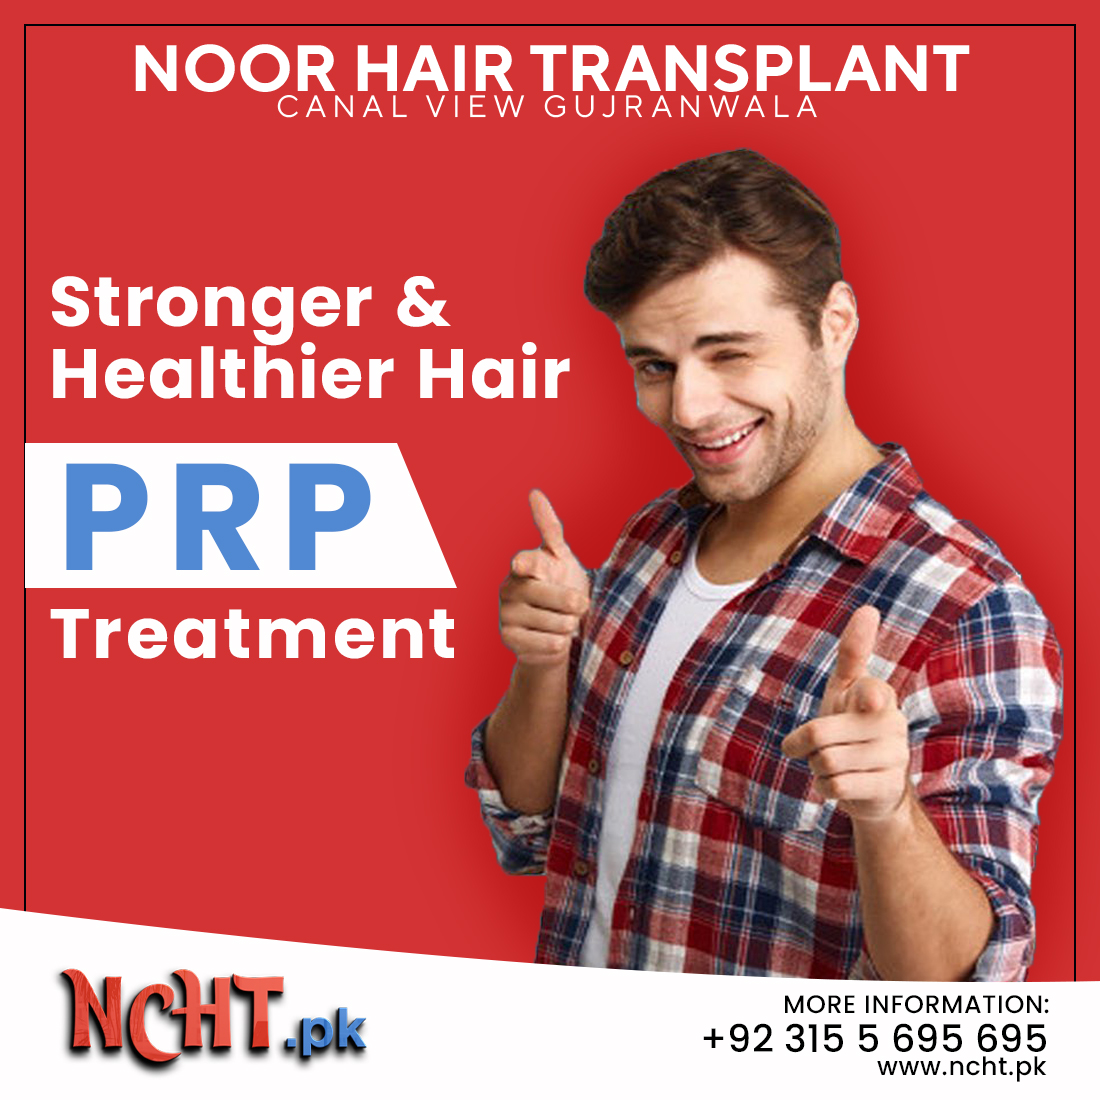 NOOR HAIR TRANSPLANT
CANAL VIEW GUJRANWALA
Stronger &
Healthier Hair
PRP
Treatment
NCHT.pk
MORE INFORMATION:
+92 315 5 695 695
www.ncht.pk